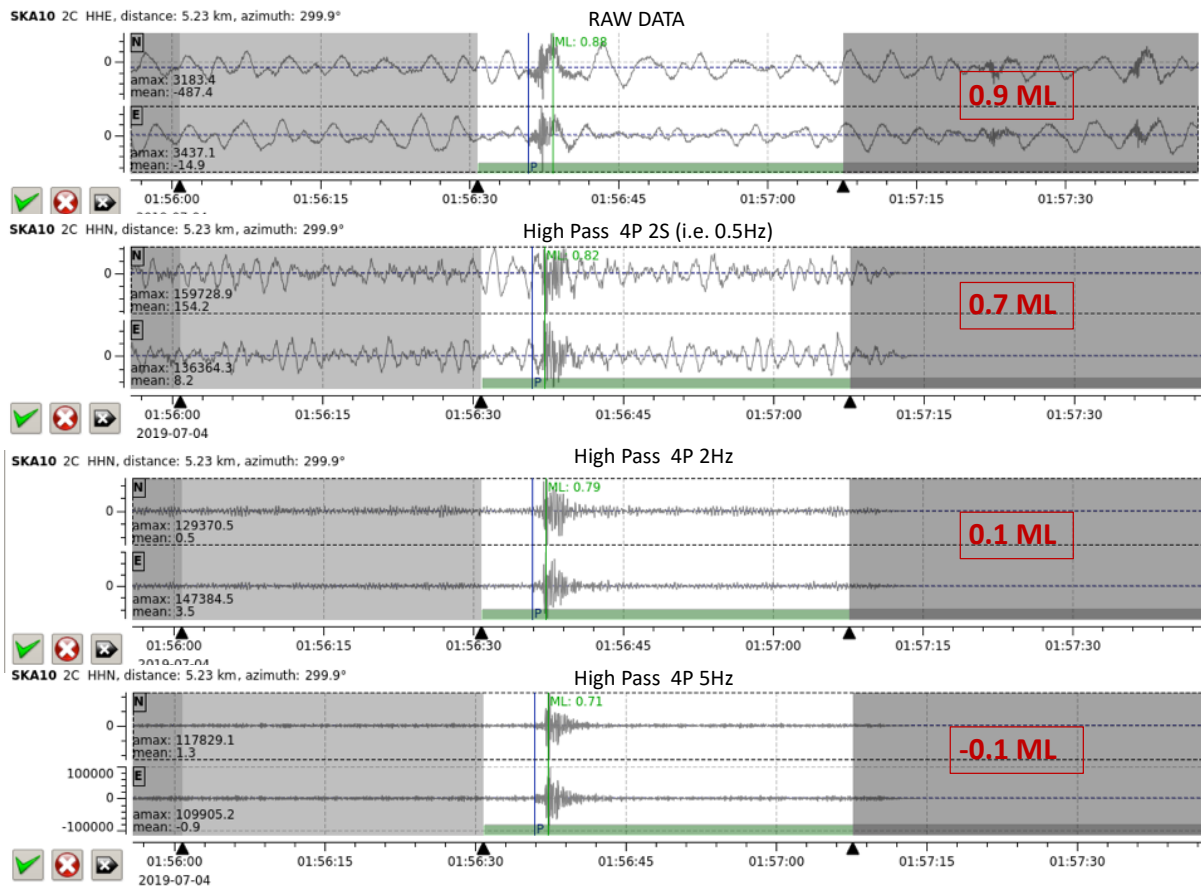 SKA10 2C HHE, distance: 5.23 km, azimuth: 299.9°
RAW DATA
N
ML: 0.88
0
amax: 3183.4
mean: -487.4
0.9 ML
E
0
3437.1
mean: -14.9
P
01:56:00 01:56:15 01:56:30 01:56:45 01:57:00 01:57:15 01:57:30
SKA10 2C HHN, distance: 5.23 km, azimuth: 299.9°
High Pass 4P 2S (i.e. 0.5Hz)
N
ML: 0.82
0
amax: 159728.9
mean: 154.2
0.7 ML
E
0
amax: 136364.3
mean: 8.2
P
01:56:00 01:56:15 01:56:30 01:56:45 01:57:00 01:57:15 01:57:30
2019-07-04
SKA10 2C HHN, distance: 5.23 km, azimuth: 299.9°
High Pass 4P 2Hz
N
ML: 0.79
0
amax: 129370.5
mean: 0.5
0.1 ML
E
0
amax: 147384.5
mean: 3.5
P
01:56:00 01:56:15 01:56:30 01:56:45 01:57:00 01:57:15 01:57:30
2019-07-04
SKA10 2C HHN, distance: 5.23 km, azimuth: 299.9°
High Pass 4P 5Hz
N
ML: 0.71
0
amax: 117829.1
mean: 1.3
-0.1 ML
100000
E
0
amax: 109905.2
-100000
mean: -0.9
P
01:56:00 01:56:15 01:56:30 01:56:45 01:57:00 01:57:15 01:57:30
2019-07-04